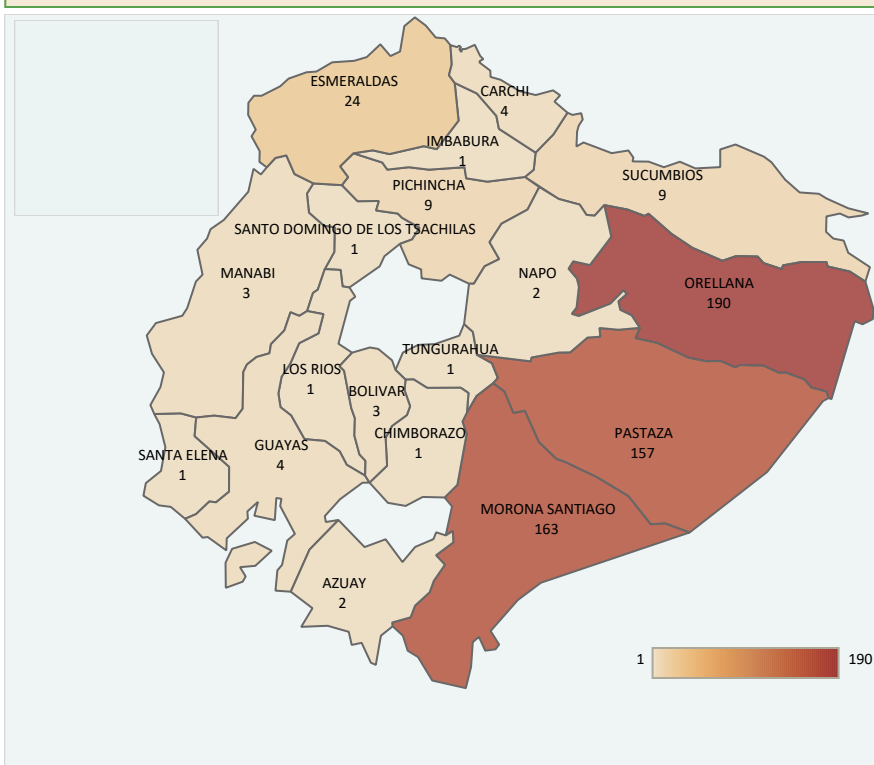 ESMERALDAS
24
CARCHI
4
IMBABURA
1
SUCUMBIOS
9
PICHINCHA
9
SANTO DOMINGO DE LOS TSACHILAS
1
MANABI
3
NAPO
2
ORELLANA
190
TUNGURAHUA
1
LOS RIOS
1
BOLIVAR
3
CHIMBORAZO
1
PASTAZA
157
SANTA ELENA
1
GUAYAS
4
MORONA SANTIAGO
163
AZUAY
2
1 190